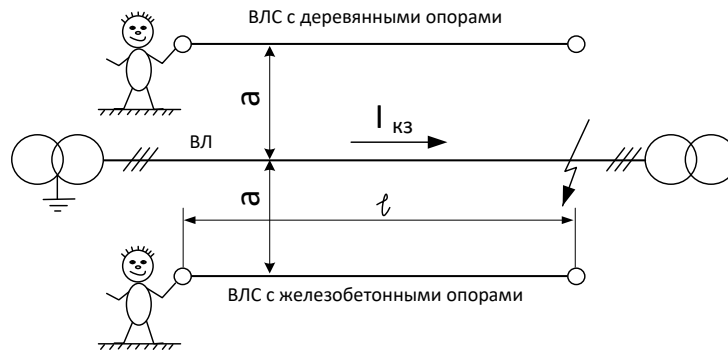 ВЛС с деревянными опорами
a
I кз
ВЛ
a
ℓ
ВЛС с железобетонными опорами